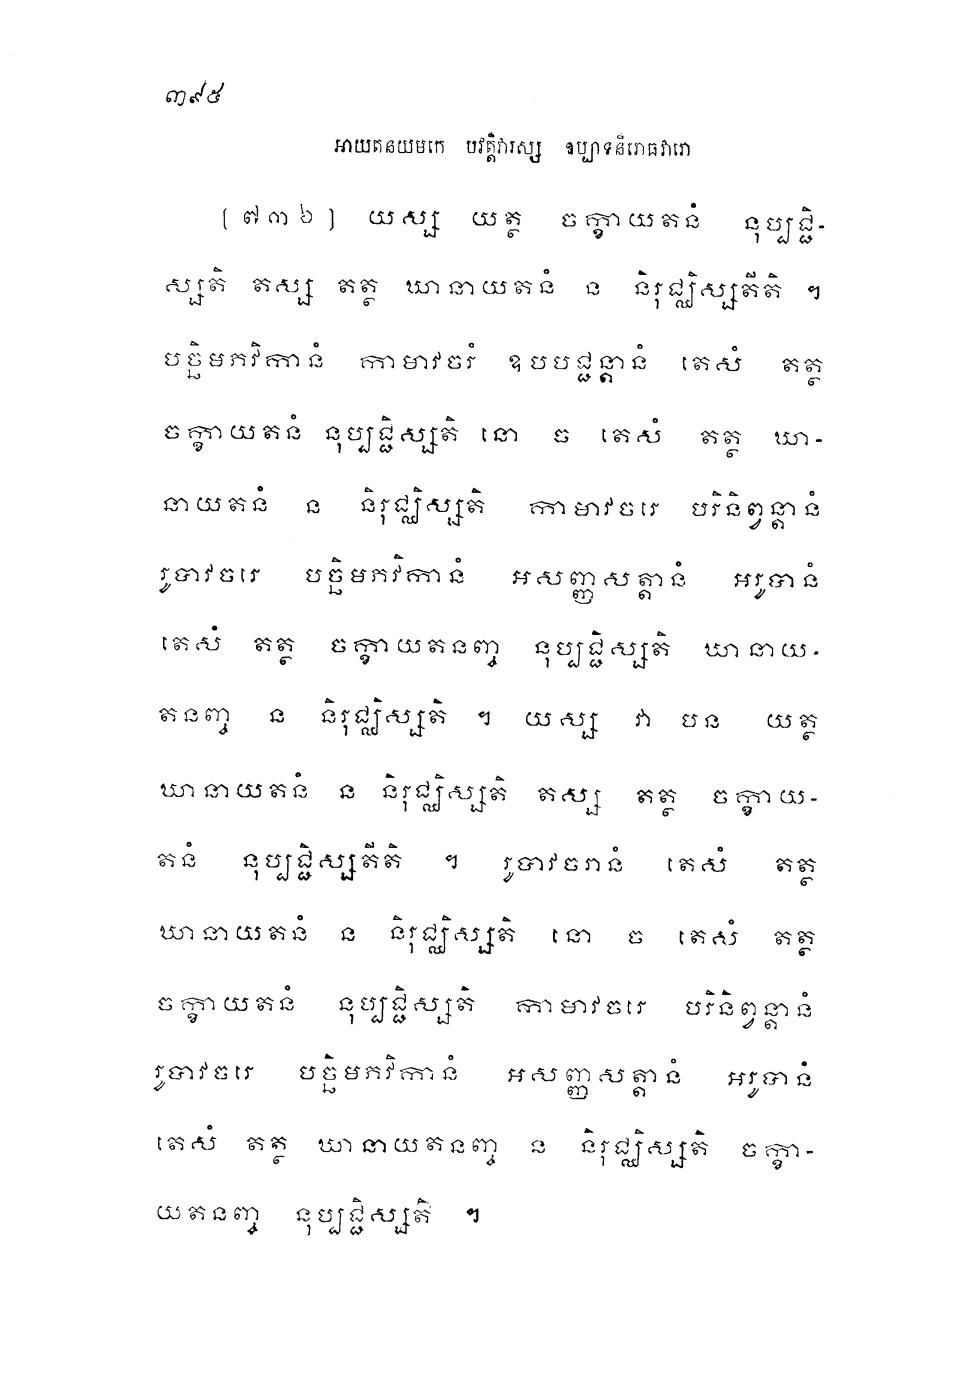 ៣៩៥
អាយតនយមកេ បវត្តិវារស្ស ឧប្បាទនិរោធវារោ
(៧៣៦) យស្ស យត្ថ ចក្ខាយតនំ នុប្បជ្ជិ-
ស្សតិ តស្ស តត្ថ ឃានាយតនំ ន និរុជ្ឈិស្សតីតិ ។
បច្ឆិមភវិកានំ កាមាវចរំ ឧបបជ្ជន្តានំ តេសំ តត្ថ
ចក្ខាយតនំ នុប្បជ្ជិស្សតិ នោ ច តេសំ តត្ថ ឃា-
នាយតនំ ន និរុជ្ឈិស្សតិ កាមាវចរេ បរិនិព្វន្តានំ
រូបាវចរេ បច្ឆិមភវិកានំ អសញ្ញសត្តានំ អរូបានំ
តេសំ តត្ថ ចក្ខាយតនញ្ច នុប្បជ្ជិស្សតិ ឃានាយ-
តនញ្ច ន និរុជ្ឈិស្សតិ ។ យស្ស វា បន យត្ថ
ឃានាយតនំ ន និរុជ្ឈិស្សតិ តស្ស តត្ថ ចក្ខាយ-
តនំ នុប្បជ្ជិស្សតីតិ ។ រូបាវចរានំ តេសំ តត្ថ
ឃានាយតនំ ន និរុជ្ឈិស្សតិ នោ ច តេសំ តត្ថ
ចក្ខាយតនំ នុប្បជ្ជិស្សតិ កាមាវចរេ បរិនិព្វន្តានំ
រូបាវចរេ បច្ឆិមភវិកានំ អសញ្ញសត្តានំ អរូបានំ
តេសំ តត្ថ ឃានាយតនញ្ច ន និរុជ្ឈិស្សតិ ចក្ខា-
យតនញ្ច នុប្បជ្ជិស្សតិ ។